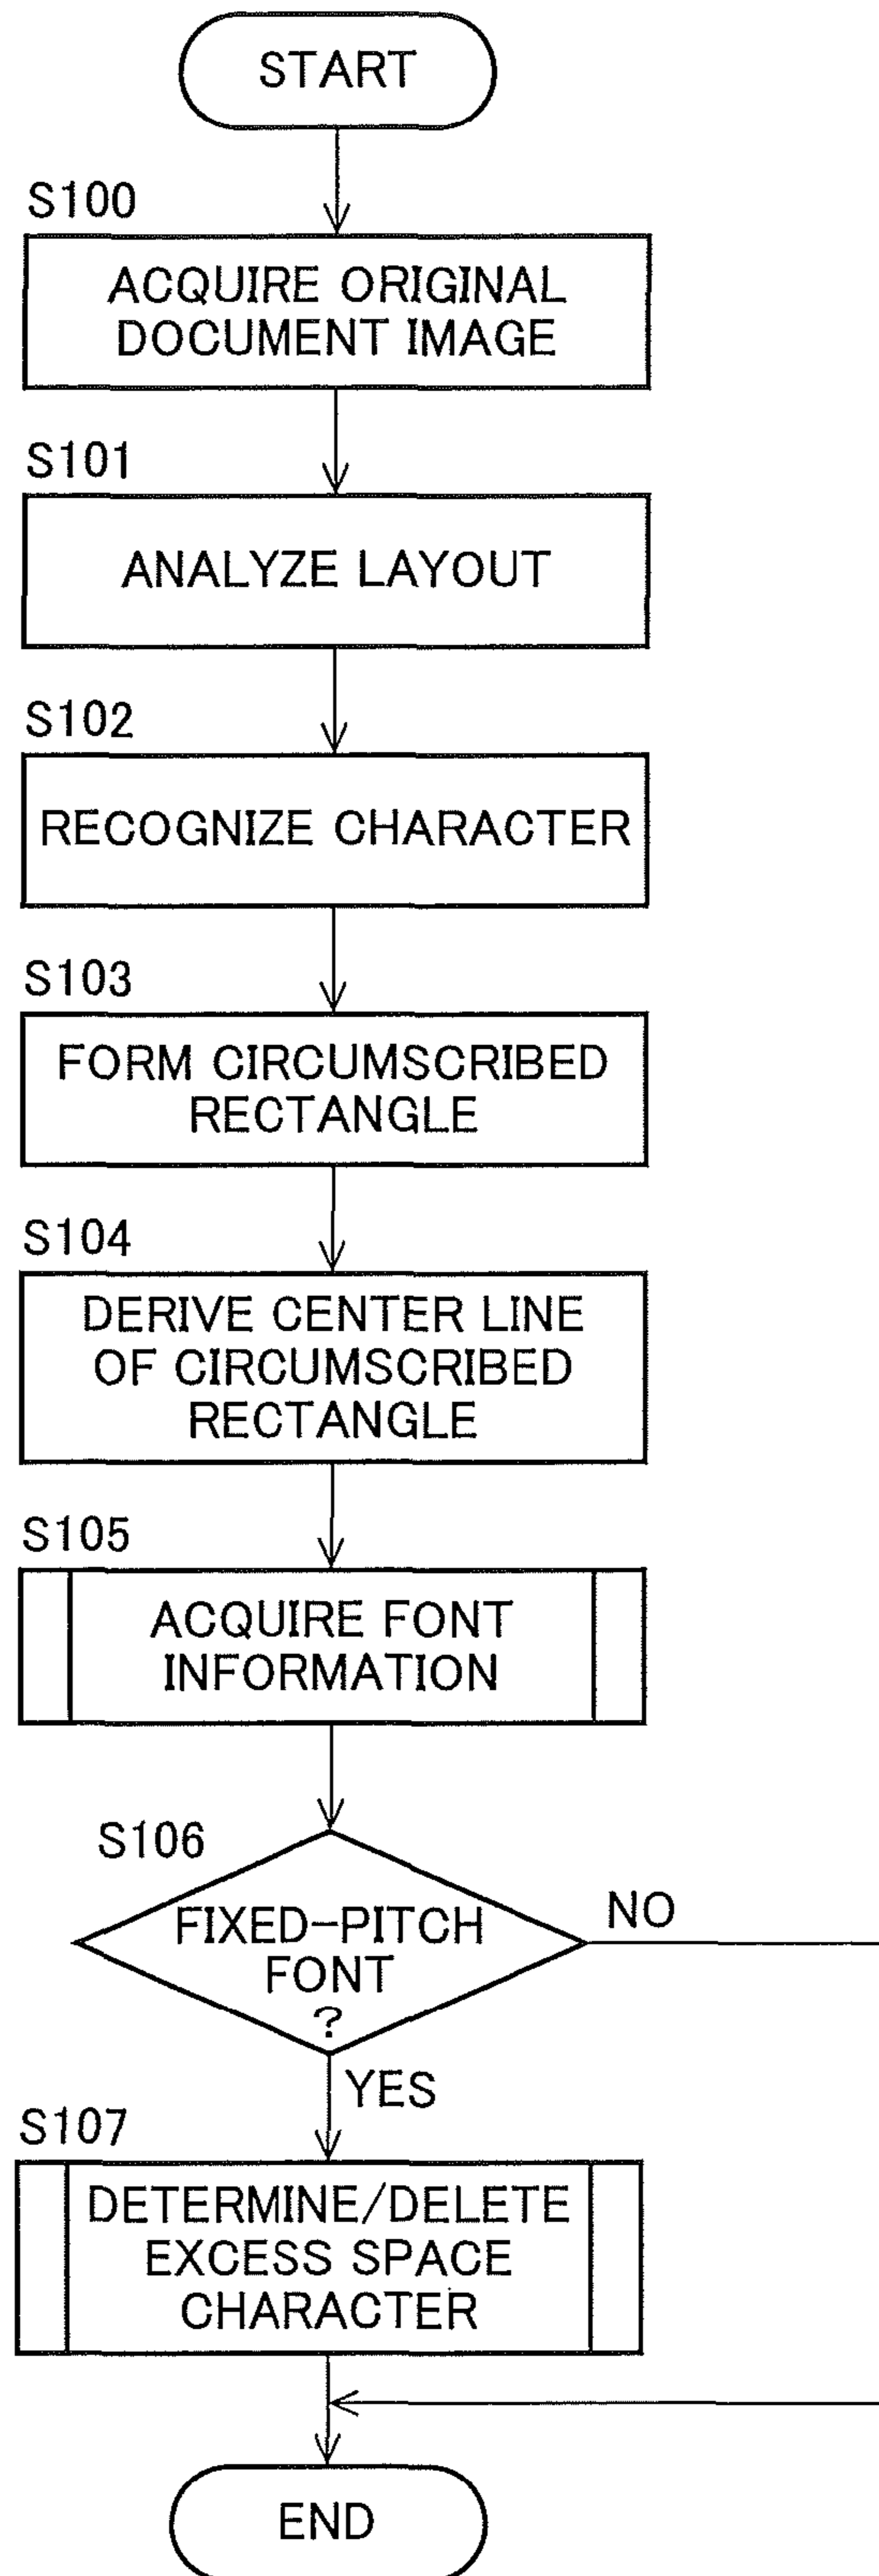 START
S100
ACQUIRE ORIGINAL
DOCUMENT IMAGE
S101
ANALYZE LAYOUT
S102
RECOGNIZE CHARACTER
S103
FORM CIRCUMSCRIBED
RECTANGLE
S104
DERIVE CENTER LINE
OF CIRCUMSCRIBED
RECTANGLE
S105
ACQUIRE FONT
INFORMATION
S106
FIXED-PITCH
FONT
?
NO
YES
S107
DETERMINE/DELETE
EXCESS SPACE
CHARACTER
END